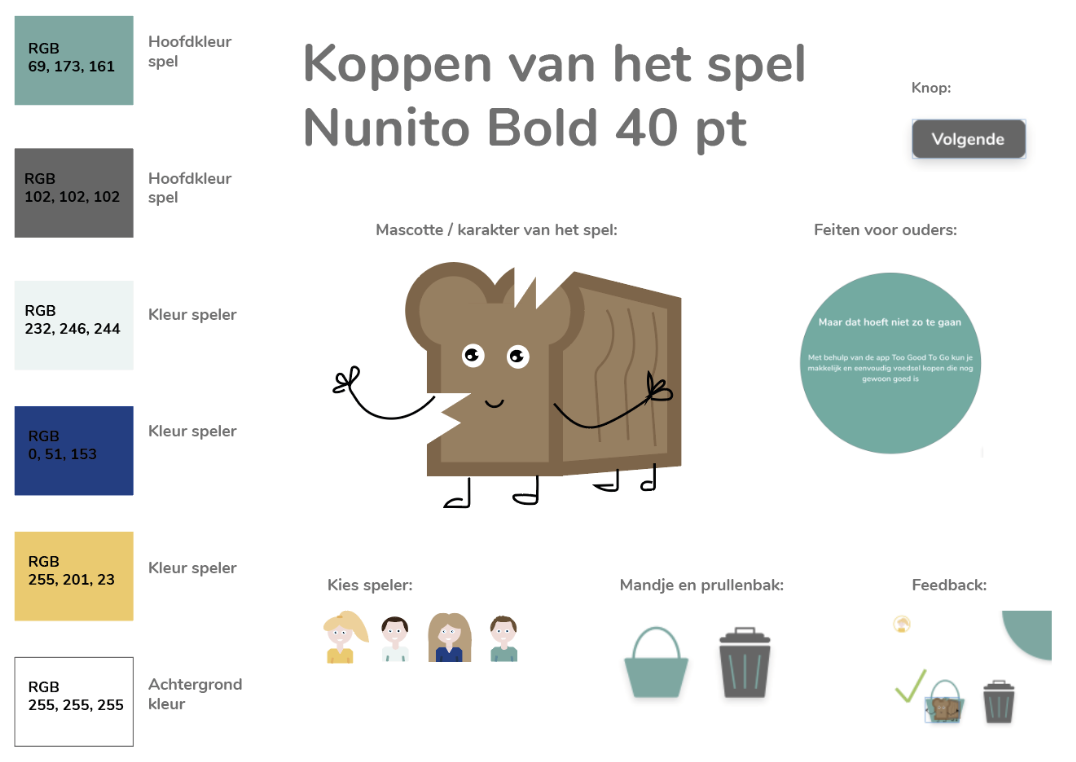 RGB
69, 173, 161
Hoofdkleur
spel
RGB
102, 102, 102
Hoofdkleur
spel
RGB
232, 246, 244
Kleur speler
RGB
0, 51, 153
Kleur speler
RGB
255, 201, 23
Kleur speler
RGB
255, 255, 255
Achtergrond
kleur
Koppen van het spel
Nunito Bold 40 pt
Knop:
Volgende
Mascotte / karakter van het spel:
Feiten voor ouders:
Maar dat hoeft niet zo te gaan
Met behulp van de app Too Good To Go kun je
makkelijk en eenvoudig voedsel kopen die nog
gewoon goed is
Kies speler:
Mandje en prullenbak:
Feedback: